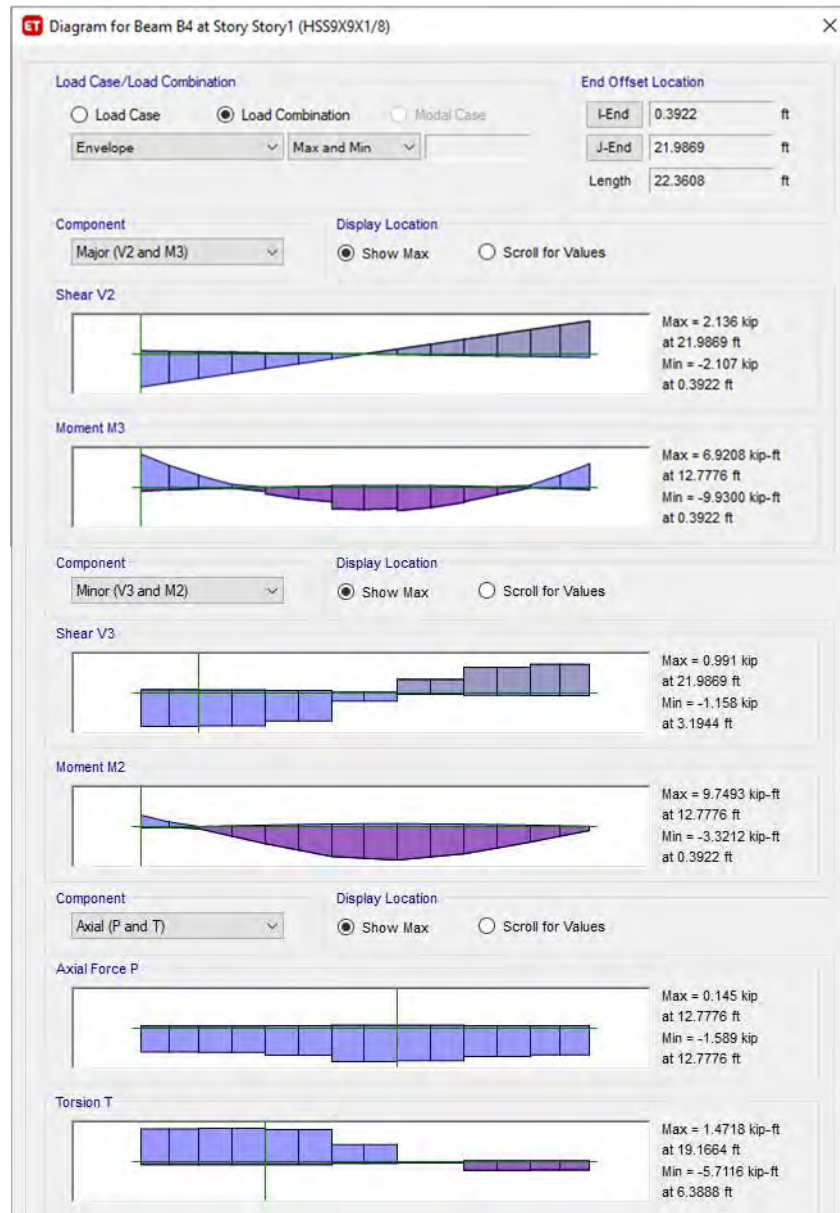 ET Diagram for Beam B4 at Story Story1 (HSS9X9X1/8)
Load Case/Load Combination
End Offset Location
Load Case Load Combination Modal Case
I-End 0.3922 ft
Envelope Max and Min
J-End 21.9869 ft
Length 22.3608 ft
Component
Display Location
Major (V2 and M3) Show Max Scroll for Values
Shear V2
Max = 2.136 kip
at 21.9869 ft
Min = -2.107 kip
at 0.3922 ft
Moment M3
Max = 6.9208 kip-ft
at 12.7776 ft
Min = -9.9300 kip-ft
at 0.3922 ft
Component
Display Location
Minor (V3 and M2) Show Max Scroll for Values
Shear V3
Max = 0.991 kip
at 21.9869 ft
Min = -1.158 kip
at 3.1944 ft
Moment M2
Max = 9.7493 kip-ft
at 12.7776 ft
Min = -3.3212 kip-ft
at 0.3922 ft
Component
Display Location
Axial (P and T) Show Max Scroll for Values
Axial Force P
Max = 0.145 kip
at 12.7776 ft
Min = -1.589 kip
at 12.7776 ft
Torsion T
Max = 1.4718 kip-ft
at 19.1664 ft
Min = -5.7116 kip-ft
at 6.3888 ft